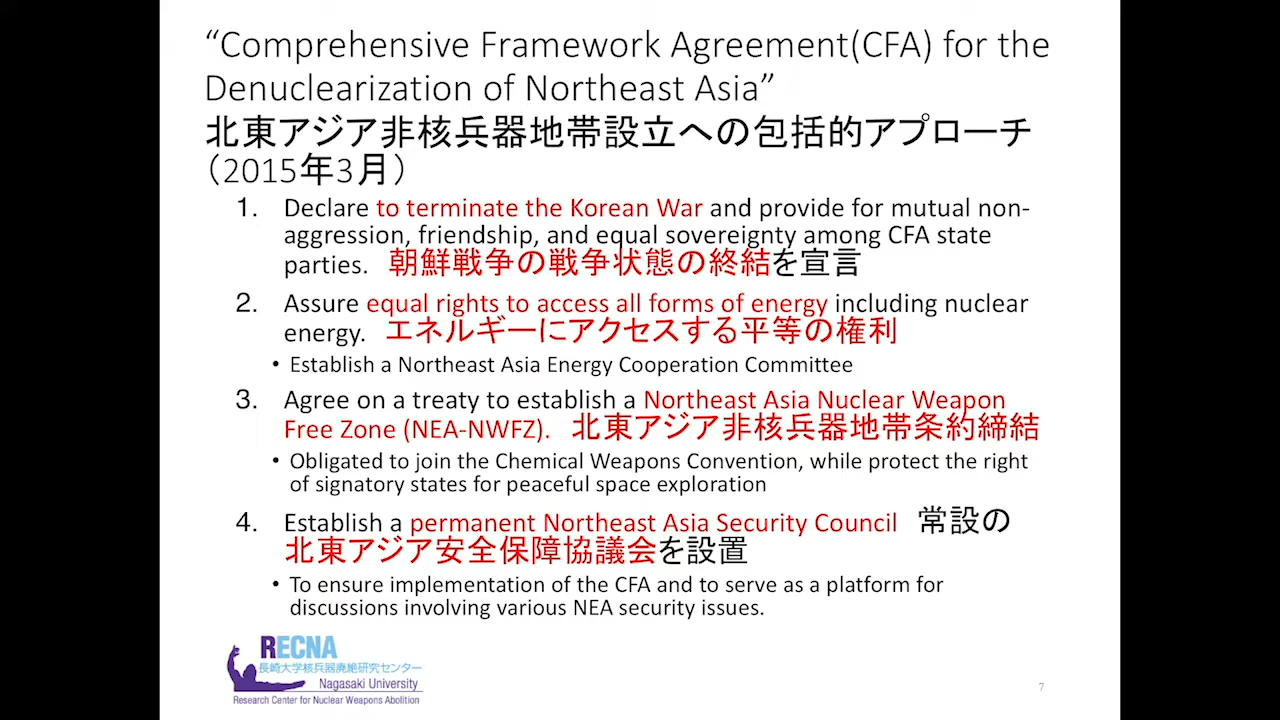 “Comprehensive Framework Agreement(CFA) for the
Denuclearization of Northeast Asia”
北東アジア非核兵器地帯設立への包括的アプローチ
（2015年3月）
1. Declare to terminate the Korean War and provide for mutual non-
aggression, friendship, and equal sovereignty among CFA state
parties. 朝鮮戦争の戦争状態の終結を宣言
2. Assure equal rights to access all forms of energy including nuclear
energy. エネルギーにアクセスする平等の権利
• Establish a Northeast Asia Energy Cooperation Committee
3. Agree on a treaty to establish a Northeast Asia Nuclear Weapon
Free Zone (NEA-NWFZ). 北東アジア非核兵器地帯条約締結
• Obligated to join the Chemical Weapons Convention, while protect the right
of signatory states for peaceful space exploration
4. Establish a permanent Northeast Asia Security Council 常設の
北東アジア安全保障協議会を設置
• To ensure implementation of the CFA and to serve as a platform for
discussions involving various NEA security issues.
RECNA
長崎大学核兵器廃絶研究センター
Nagasaki University
Research Center for Nuclear Weapons Abolition
7